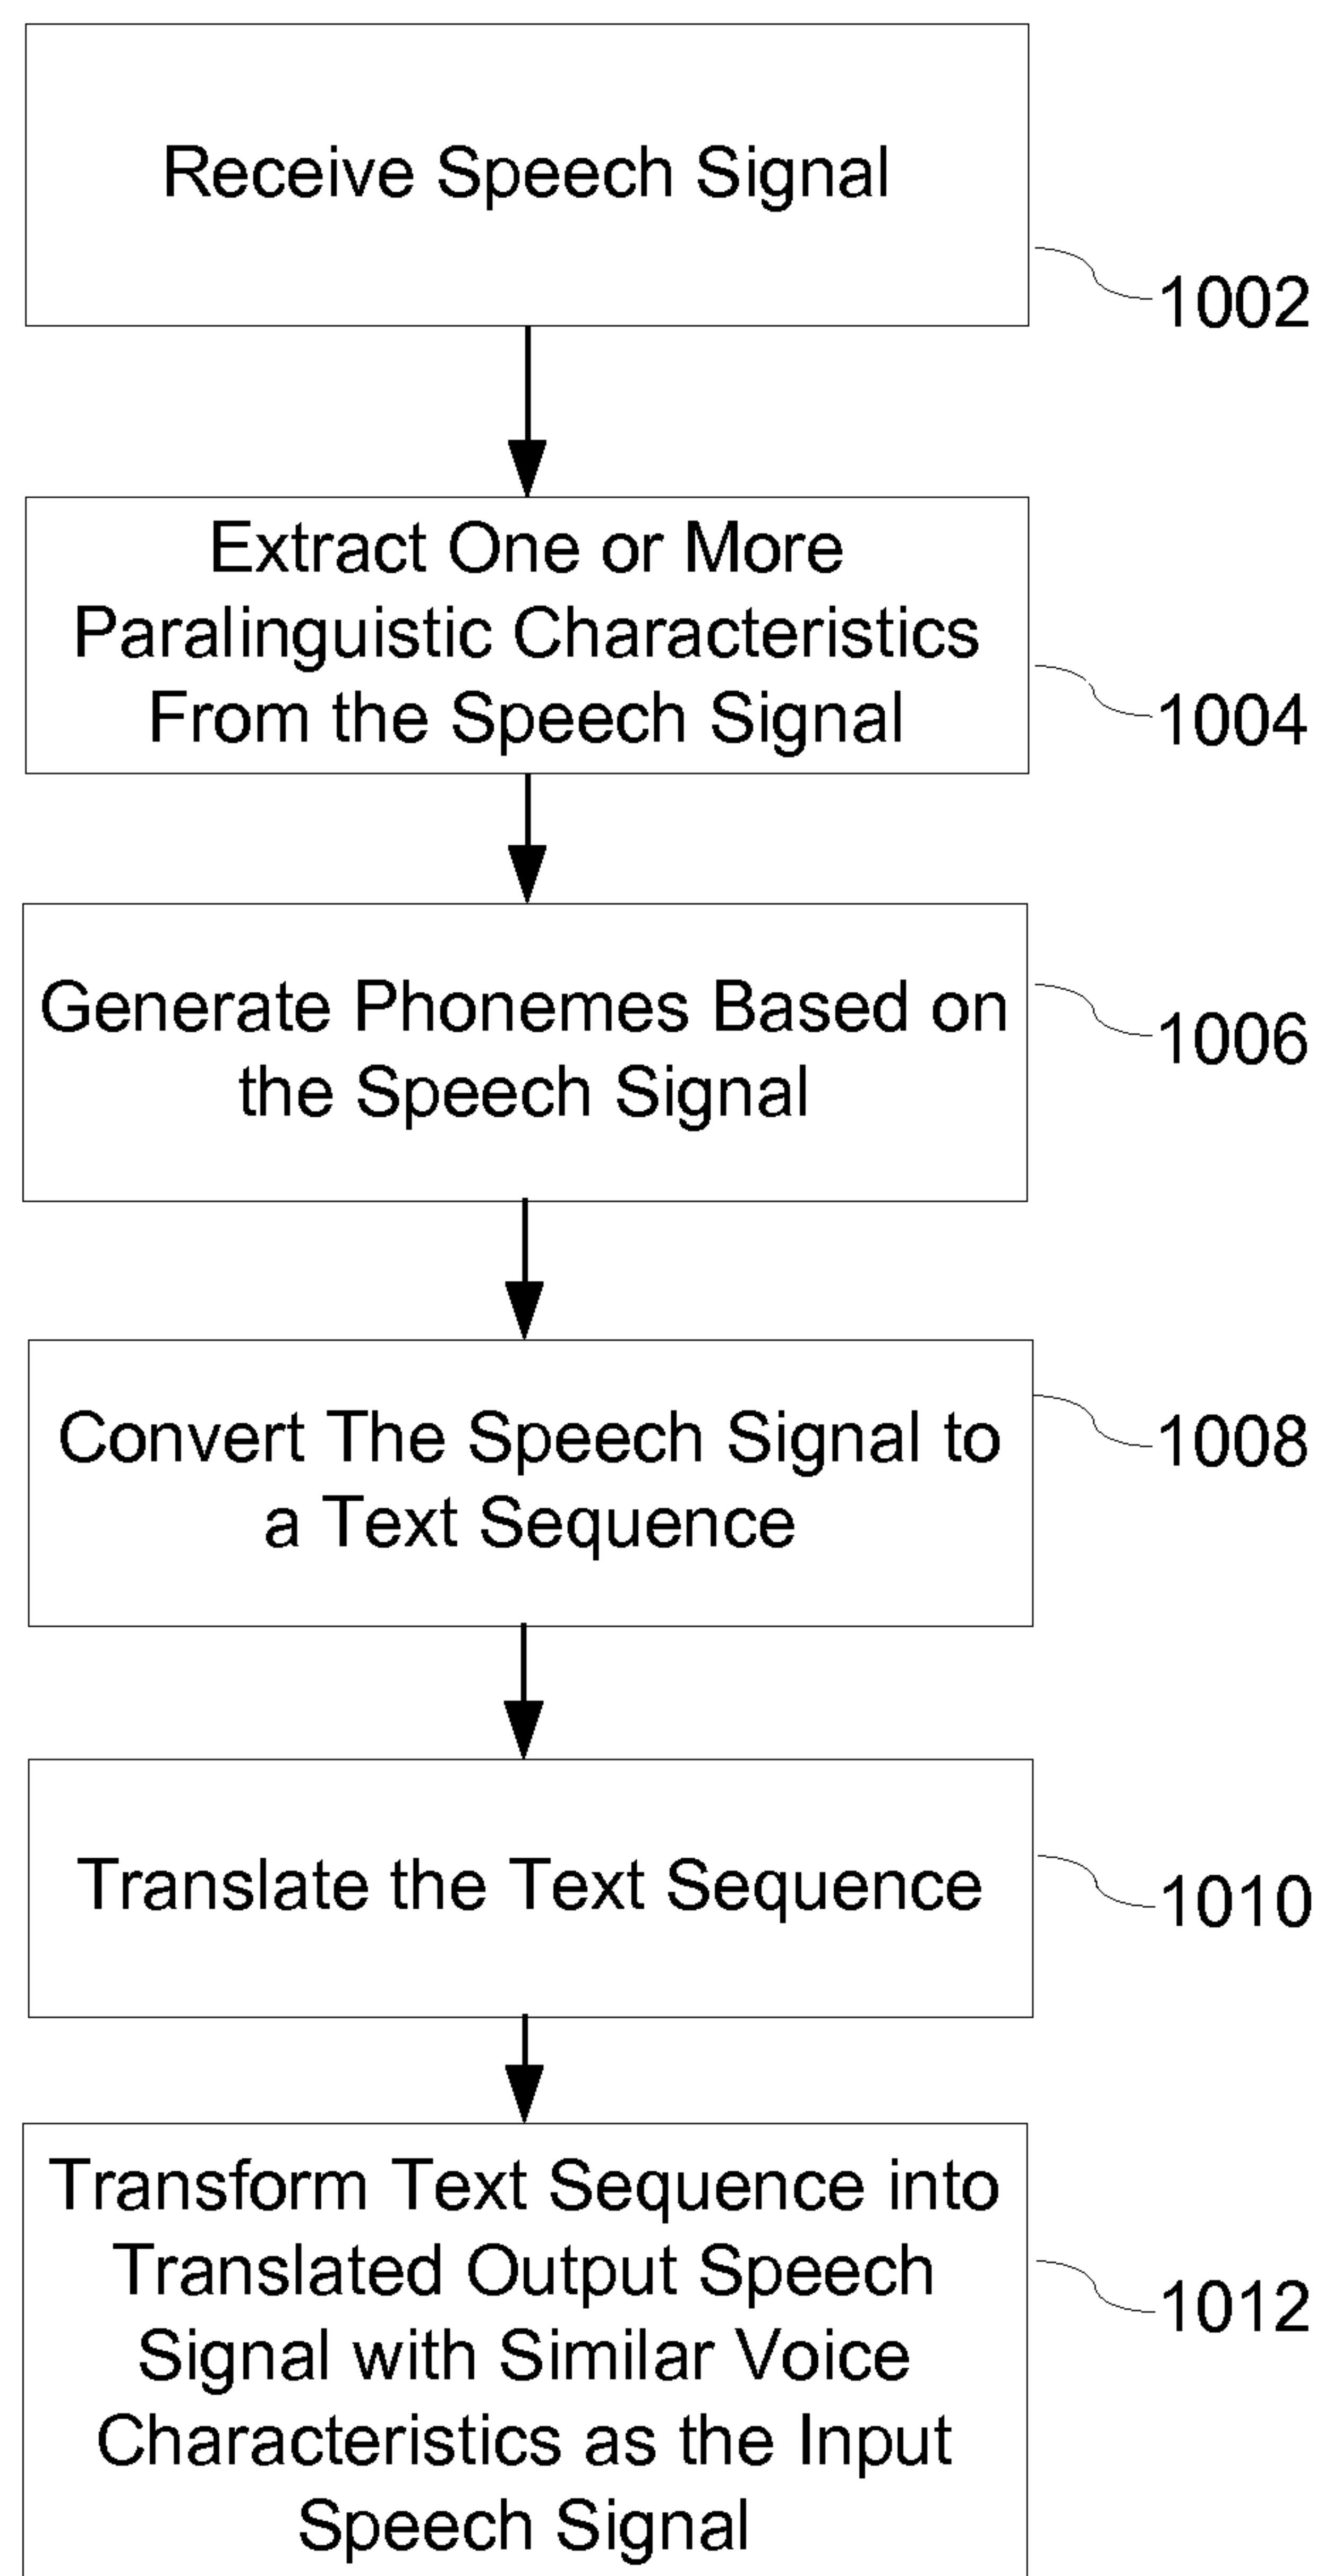 Receive Speech Signal
1002
Extract One or More
Paralinguistic Characteristics
From the Speech Signal
1004
Generate Phonemes Based on
the Speech Signal
1006
Convert The Speech Signal to
a Text Sequence
1008
Translate the Text Sequence
1010
Transform Text Sequence into
Translated Output Speech
Signal with Similar Voice
Characteristics as the Input
Speech Signal
1012